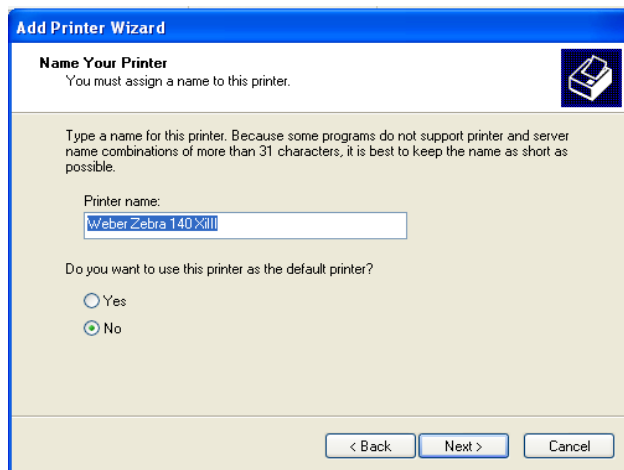 Add Printer Wizard
Name Your Printer
You must assign a name to this printer.
Type a name for this printer. Because some programs do not support printer and server
name combinations of more than 31 characters, it is best to keep the name as short as
possible.
Printer name:
Weber Zebra 140 XiIII
Do you want to use this printer as the default printer?
Yes
No
< Back
Next >
Cancel